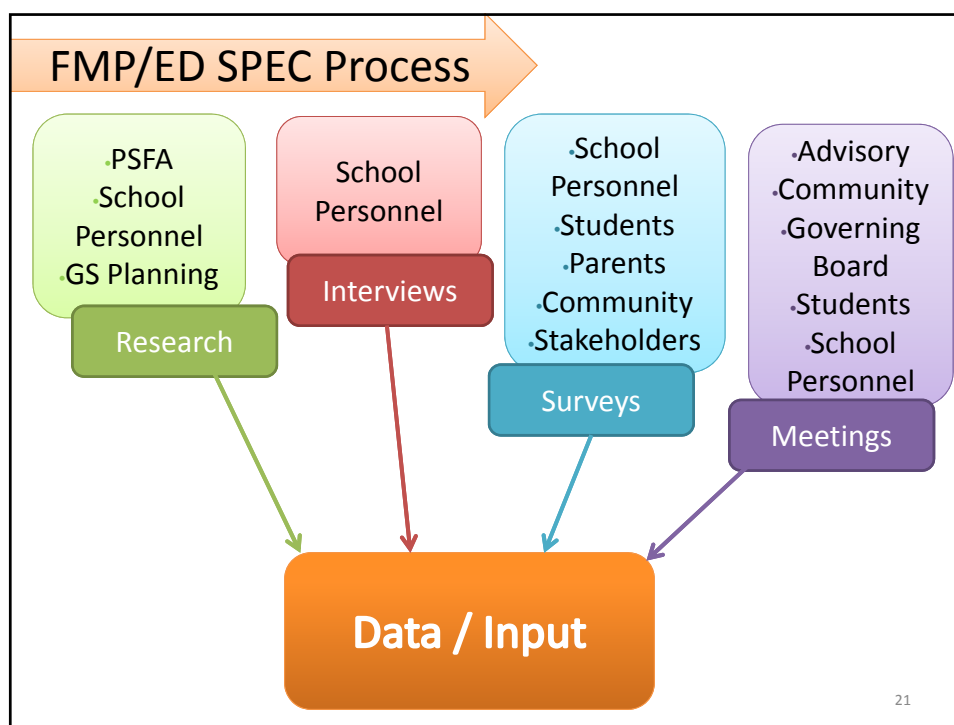 FMP/ED SPEC Process
•PSFA
•School
Personnel
•GS Planning
Research
School
Personnel
Interviews
•School
Personnel
•Students
•Parents
•Community
•Stakeholders
Surveys
•Advisory
•Community
•Governing
Board
•Students
•School
Personnel
Meetings
Data / Input
21